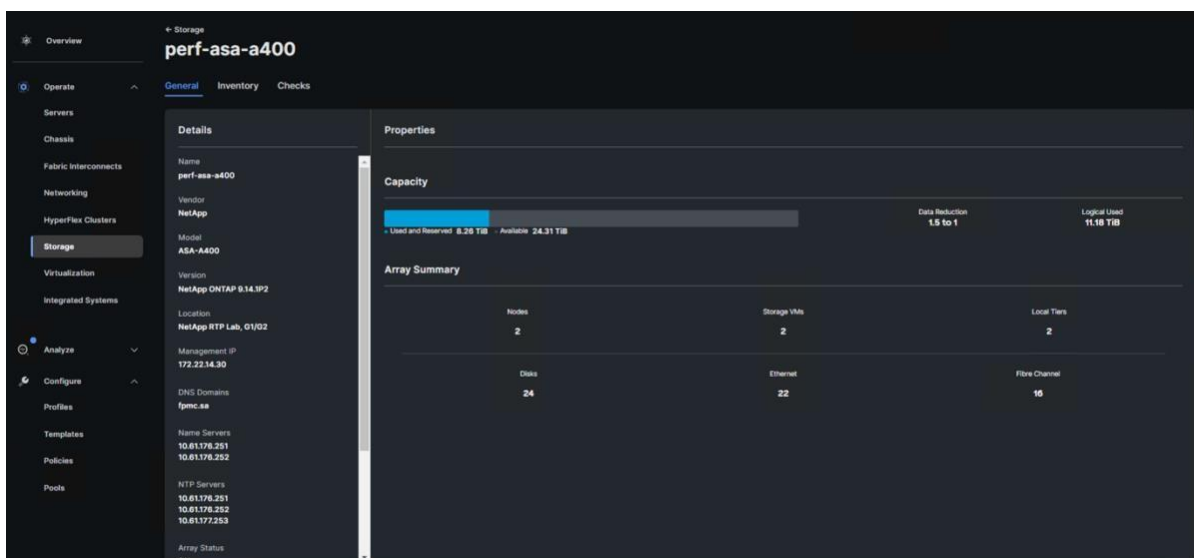 Overview
Operate
Servers
Chassis
Fabric Interconnects
Networking
HyperFlex Clusters
Storage
Virtualization
Integrated Systems
Analyze
Configure
Profiles
Templates
Policies
Pools
← Storage
perf-asa-a400
General Inventory Checks
Details
Name
perf-asa-a400
Vendor
NetApp
Model
ASA-A400
Version
NetApp ONTAP 9.14.1P2
Location
NetApp RTP Lab, G1/G2
Management IP
172.22.14.30
DNS Domains
fpmc.sa
Name Servers
10.61.176.251
10.61.176.252
NTP Servers
10.61.176.251
10.61.176.252
10.61.177.253
Array Status
Properties
Capacity
Used and Reserved 8.26 TiB Available 24.31 TiB
Data Reduction
1.5 to 1
Logical Used
11.18 TiB
Array Summary
Nodes
2
Storage VMs
2
Local Tiers
2
Disks
24
Ethernet
22
Fibre Channel
16